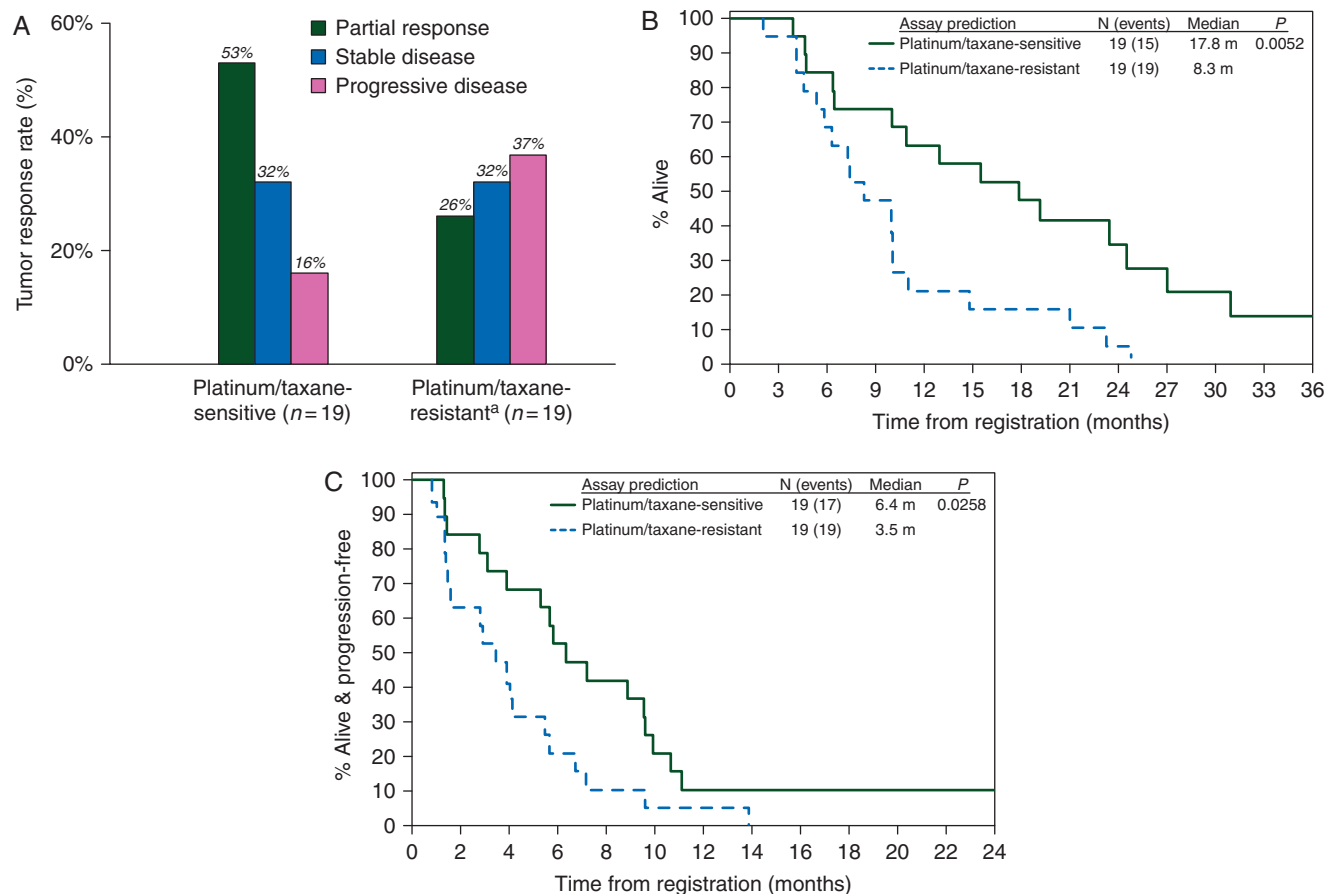 A
Tumor response rate (%)
60%
40%
20%
0%
Partial response
Stable disease
Progressive disease
53%
32%
16%
26%
32%
37%
Platinum/taxane-
sensitive (n = 19)
Platinum/taxane-
resistantᵃ (n = 19)
B
% Alive
100
90
80
70
60
50
40
30
20
10
0
Assay prediction N (events) Median P
Platinum/taxane-sensitive 19 (15) 17.8 m 0.0052
Platinum/taxane-resistant 19 (19) 8.3 m
0 3 6 9 12 15 18 21 24 27 30 33 36
Time from registration (months)
C
% Alive & progression-free
100
90
80
70
60
50
40
30
20
10
0
Assay prediction N (events) Median P
Platinum/taxane-sensitive 19 (17) 6.4 m 0.0258
Platinum/taxane-resistant 19 (19) 3.5 m
0 2 4 6 8 10 12 14 16 18 20 22 24
Time from registration (months)